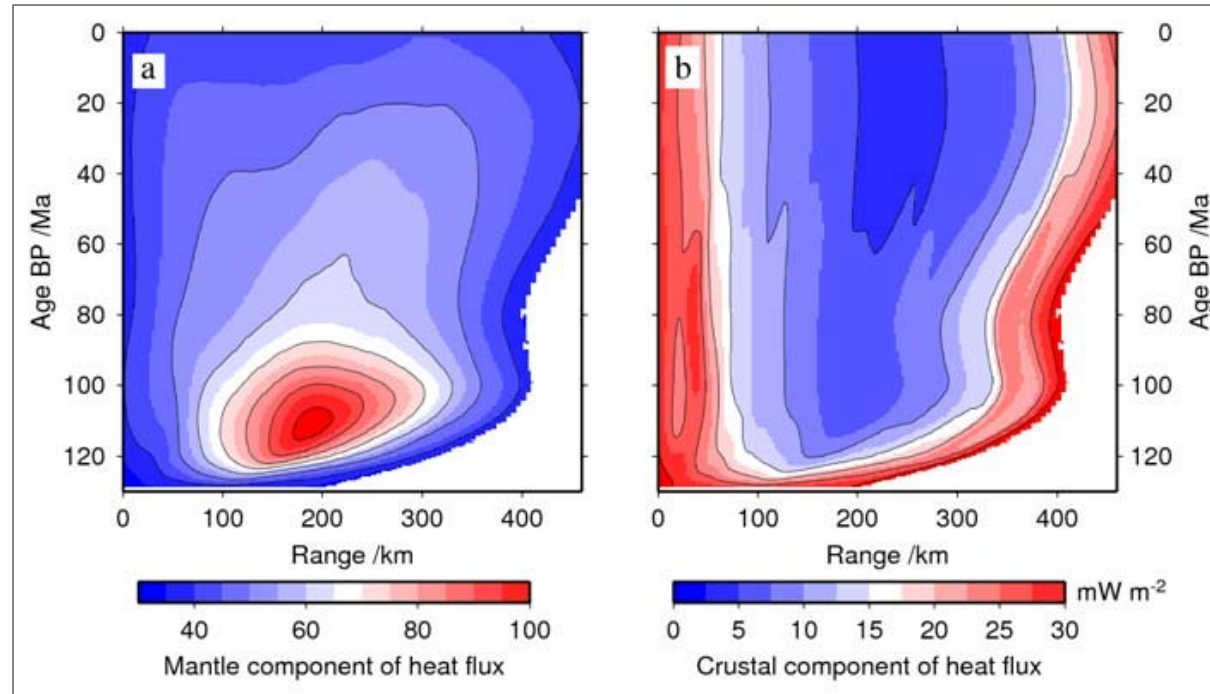 a
0
20
40
60
80
100
120
Age BP /Ma
0 100 200 300 400
Range /km
40 60 80 100
Mantle component of heat flux
b
0
20
40
60
80
100
120
Age BP /Ma
0 100 200 300 400
Range /km
0 5 10 15 20 25 30
mW m⁻²
Crustal component of heat flux